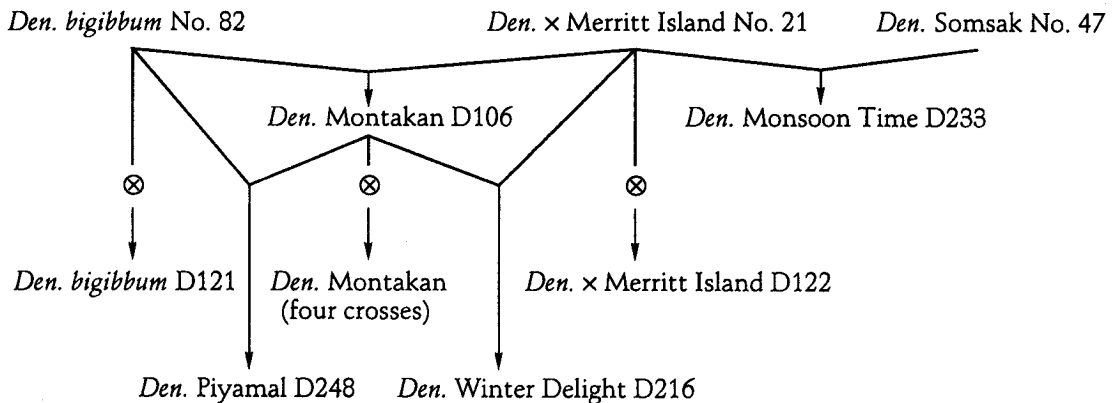 Den. bigibbum No. 82
Den. × Merritt Island No. 21
Den. Somsak No. 47
Den. Montakan D106
Den. Monsoon Time D233
Den. bigibbum D121
Den. Montakan
(four crosses)
Den. × Merritt Island D122
Den. Piyamal D248
Den. Winter Delight D216